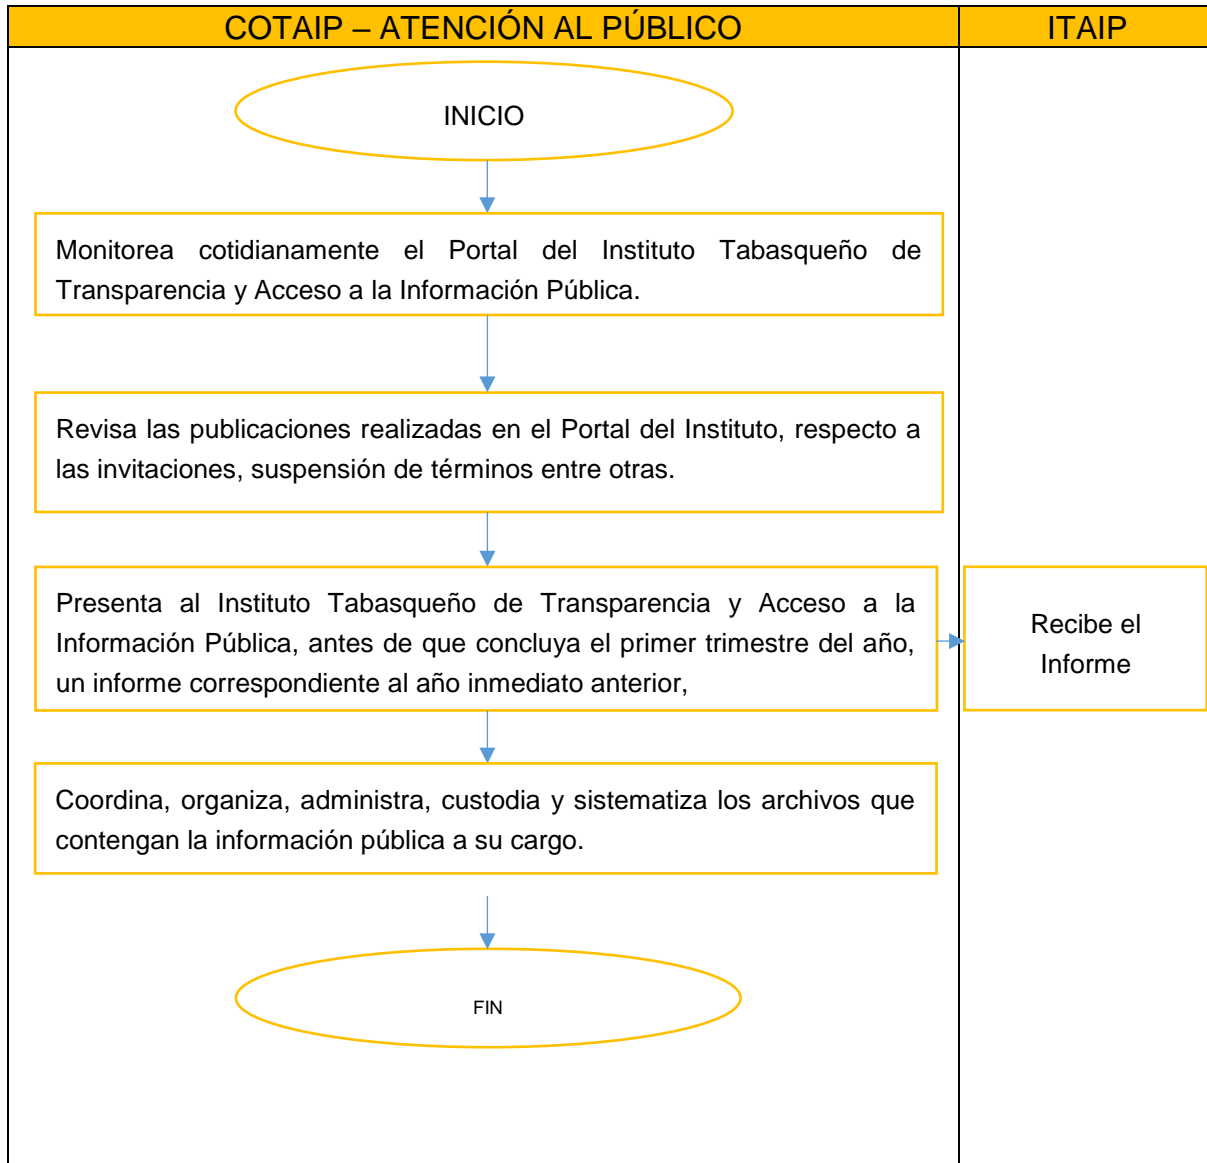 COTAIP – ATENCIÓN AL PÚBLICO
ITAIP
INICIO
Monitorea cotidianamente el Portal del Instituto Tabasqueño de
Transparencia y Acceso a la Información Pública.
Revisa las publicaciones realizadas en el Portal del Instituto, respecto a
las invitaciones, suspensión de términos entre otras.
Presenta al Instituto Tabasqueño de Transparencia y Acceso a la
Información Pública, antes de que concluya el primer trimestre del año,
un informe correspondiente al año inmediato anterior,
Recibe el
Informe
Coordina, organiza, administra, custodia y sistematiza los archivos que
contengan la información pública a su cargo.
FIN